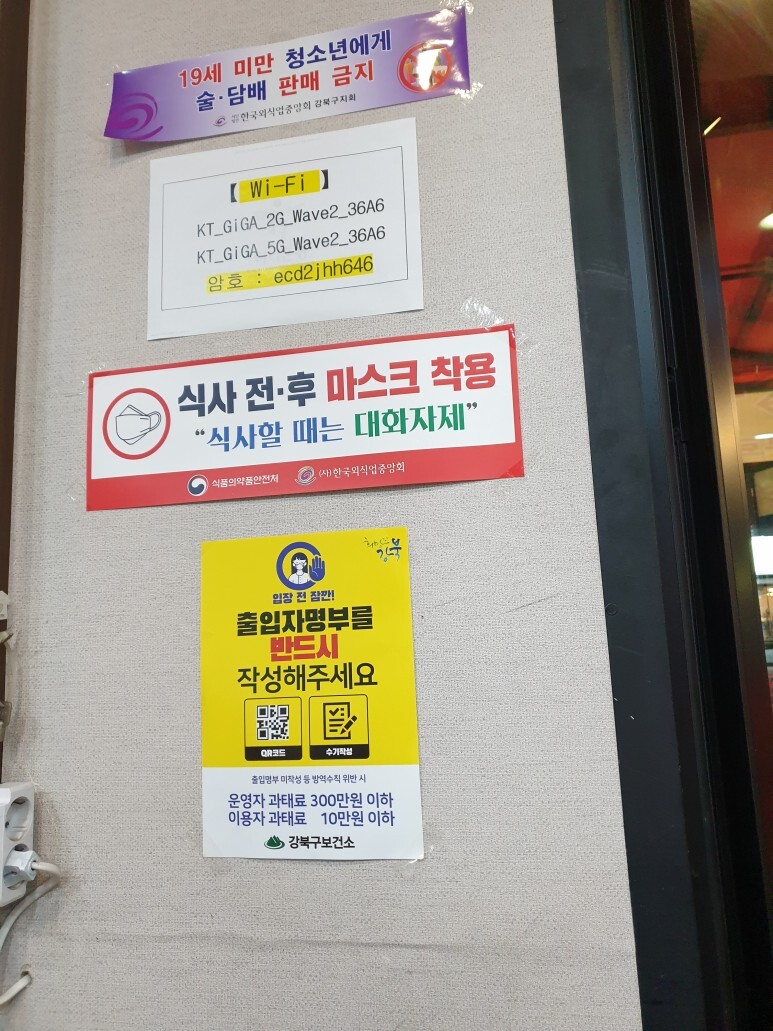 19세 미만 청소년에게
술·담배 판매 금지
한국외식업중앙회 강북구지회
【 Wi-Fi 】
KT_GiGA_2G_Wave2_36A6
KT_GiGA_5G_Wave2_36A6
암호 : ecd2jhh646
식사 전·후 마스크 착용
“식사할 때는 대화자제”
식품의약품안전처 (사)한국외식업중앙회
강북
입장 전 잠깐!
출입자명부를
반드시
작성해주세요
QR코드 수기작성
출입명부 미작성 등 방역수칙 위반 시
운영자 과태료 300만원 이하
이용자 과태료 10만원 이하
강북구보건소